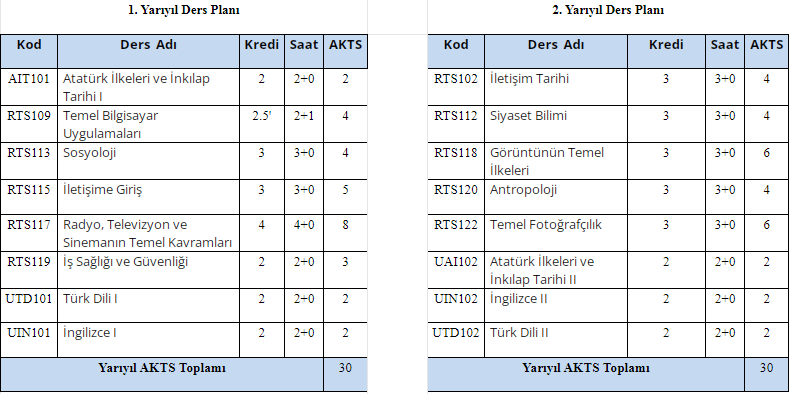 1. Yarıyıl Ders Planı
Kod Ders Adı Kredi Saat AKTS
AIT101 Atatürk İlkeleri ve İnkılap 2 2+0 2
Tarihi I
RTS109 Temel Bilgisayar 2.5' 2+1 4
Uygulamaları
RTS113 Sosyoloji 3 3+0 4
RTS115 İletişime Giriş 3 3+0 5
RTS117 Radyo, Televizyon ve 4 4+0 8
Sinemanın Temel Kavramları
RTS119 İş Sağlığı ve Güvenliği 2 2+0 3
UTD101 Türk Dili I 2 2+0 2
UIN101 İngilizce I 2 2+0 2
Yarıyıl AKTS Toplamı 30
2. Yarıyıl Ders Planı
Kod Ders Adı Kredi Saat AKTS
RTS102 İletişim Tarihi 3 3+0 4
RTS112 Siyaset Bilimi 3 3+0 4
RTS118 Görüntünün Temel 3 3+0 6
İlkeleri
RTS120 Antropoloji 3 3+0 4
RTS122 Temel Fotoğrafçılık 3 3+0 6
UAI102 Atatürk İlkeleri ve 2 2+0 2
İnkılap Tarihi II
UIN102 İngilizce II 2 2+0 2
UTD102 Türk Dili II 2 2+0 2
Yarıyıl AKTS Toplamı 30